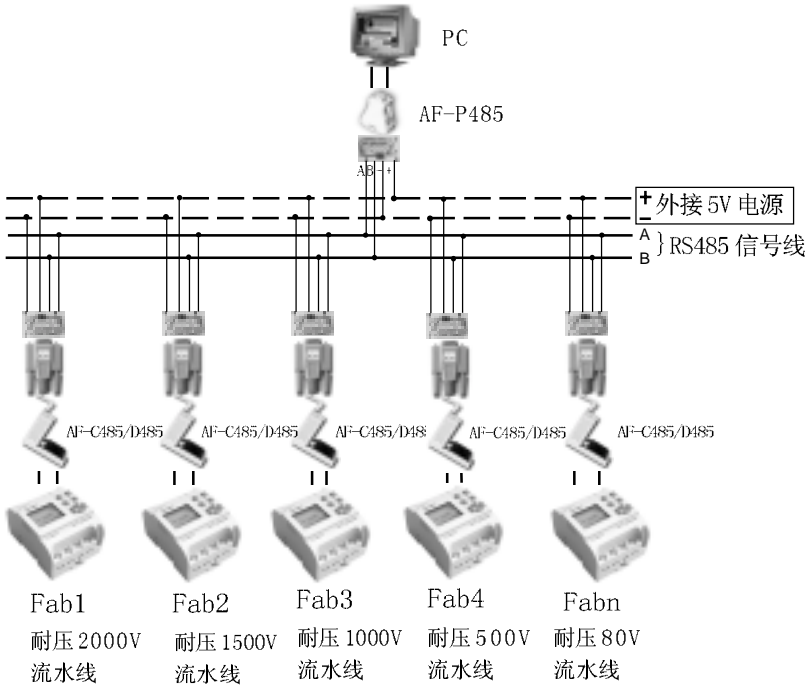 PC
AF-P485
AB-+
+ 外接 5V 电源
−
A
B
}RS485 信号线
AF-C485/D485
AF-C485/D485
AF-C485/D485
AF-C485/D485
AF-C485/D485
Fab1
Fab2
Fab3
Fab4
Fabn
耐压 2000V
耐压 1500V
耐压 1000V
耐压 500V
耐压 80V
流水线
流水线
流水线
流水线
流水线